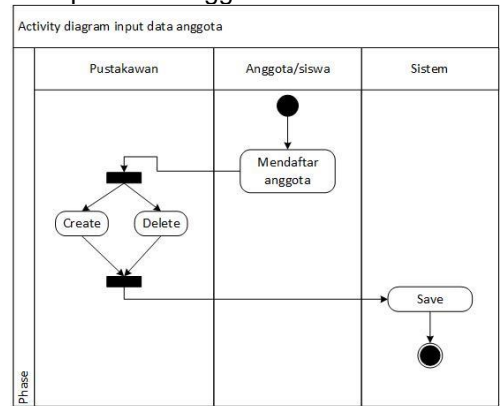 Activity diagram input data anggota
Pustakawan
Anggota/siswa
Sistem
Mendaftar
anggota
Create
Delete
Save
Phase